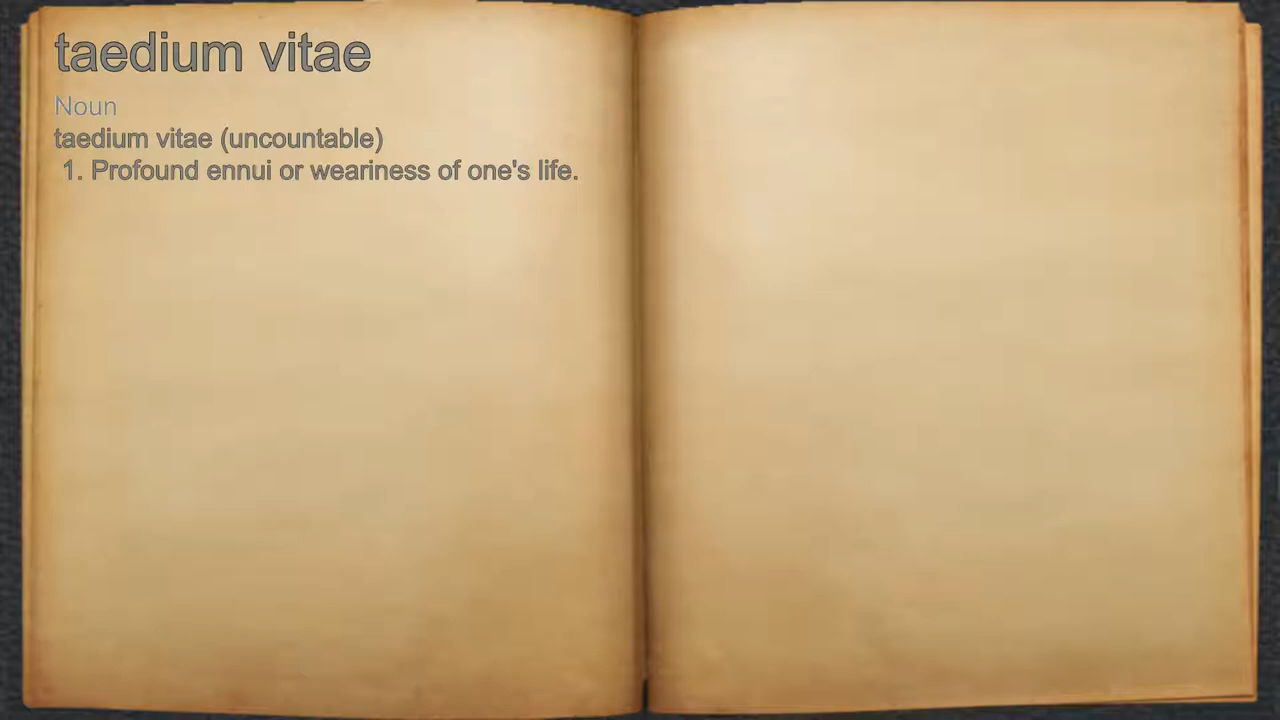 taedium vitae
Noun
taedium vitae (uncountable)
1. Profound ennui or weariness of one's life.